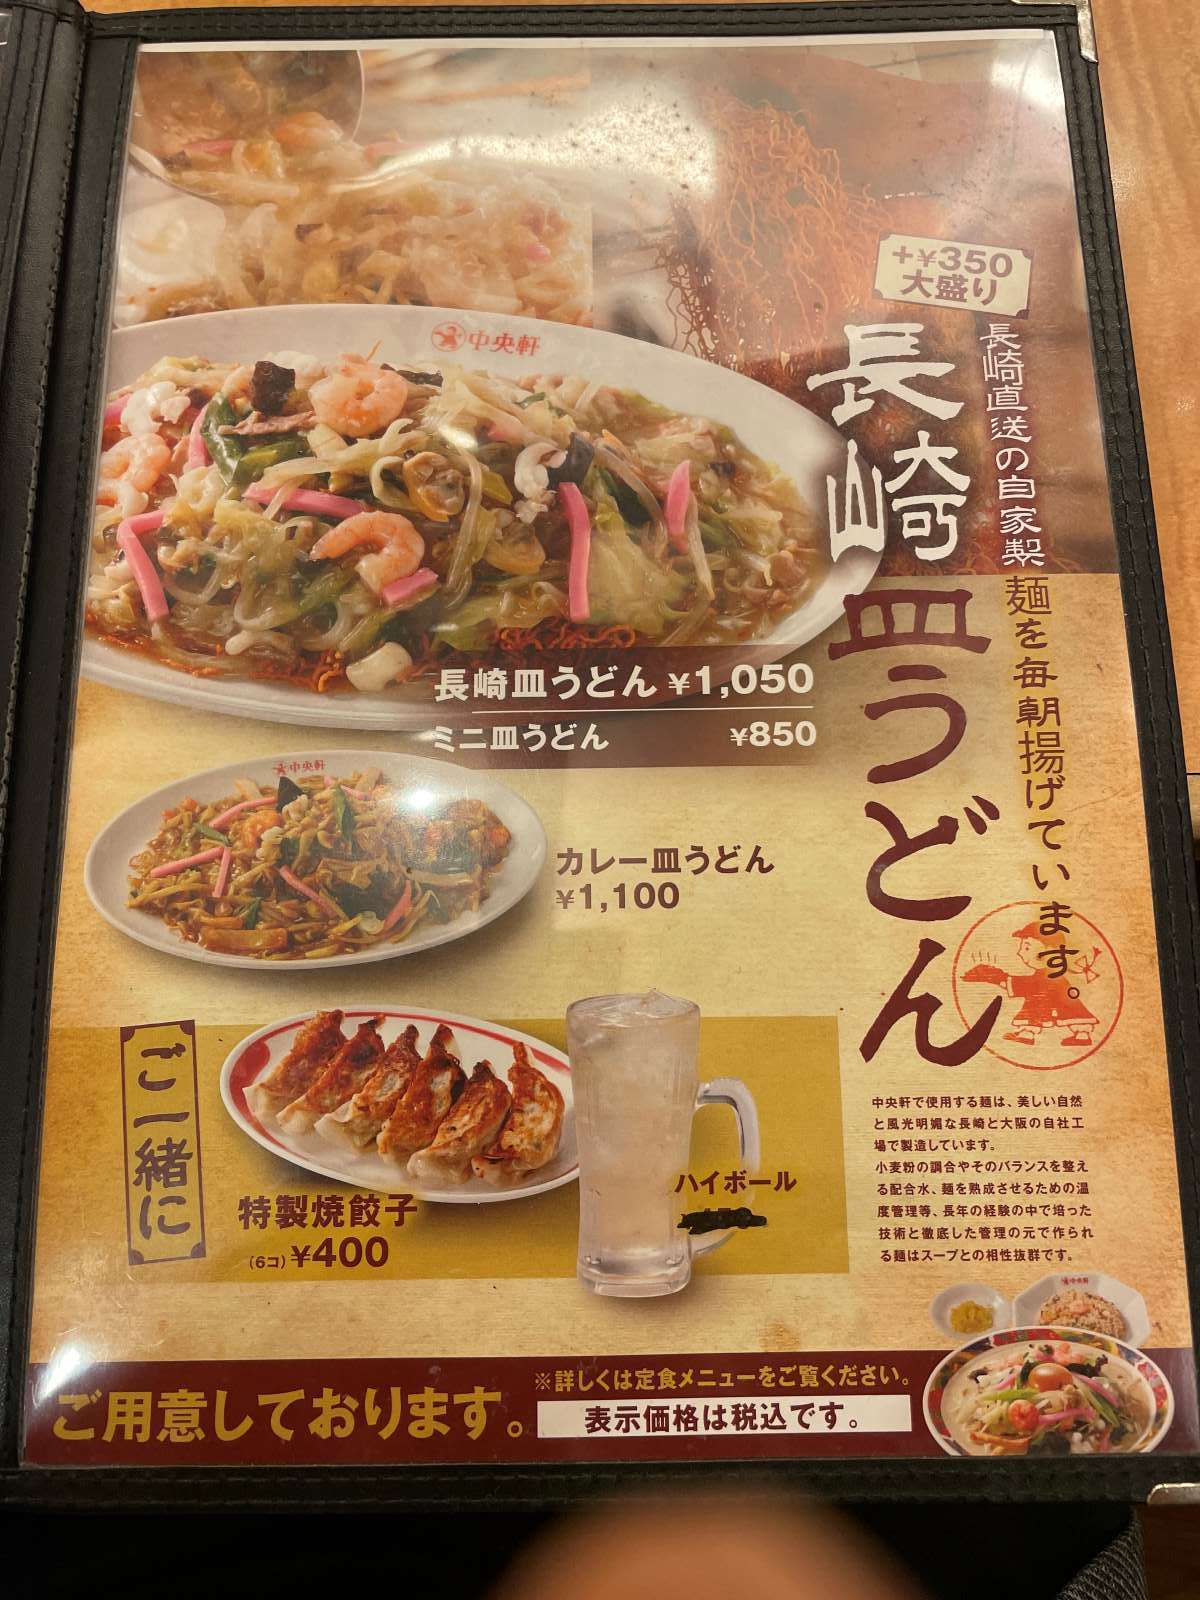 +¥350
大盛り
長崎直送の自家製麺を毎朝揚げています。
長崎皿うどん
中央軒
長崎皿うどん ¥1,050
ミニ皿うどん ¥850
中央軒
カレー皿うどん
¥1,100
ご一緒に
特製焼餃子
(6コ) ¥400
ハイボール
中央軒で使用する麺は、美しい自然
と風光明媚な長崎と大阪の自社工
場で製造しています。
小麦粉の調合やそのバランスを整え
る配合水、麺を熟成させるための温
度管理等、長年の経験の中で培った
技術と徹底した管理の元で作られ
る麺はスープとの相性抜群です。
中央軒
ご用意しております。
※詳しくは定食メニューをご覧ください。
表示価格は税込です。